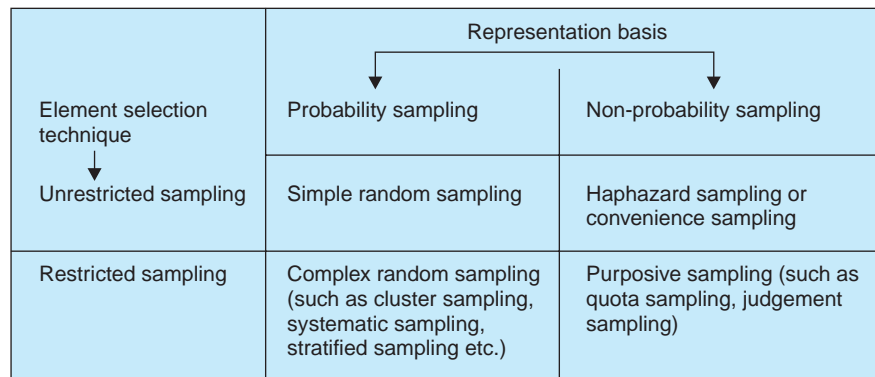 Representation basis
Element selection
technique
Probability sampling
Non-probability sampling
Unrestricted sampling
Simple random sampling
Haphazard sampling or
convenience sampling
Restricted sampling
Complex random sampling
(such as cluster sampling,
systematic sampling,
stratified sampling etc.)
Purposive sampling (such as
quota sampling, judgement
sampling)